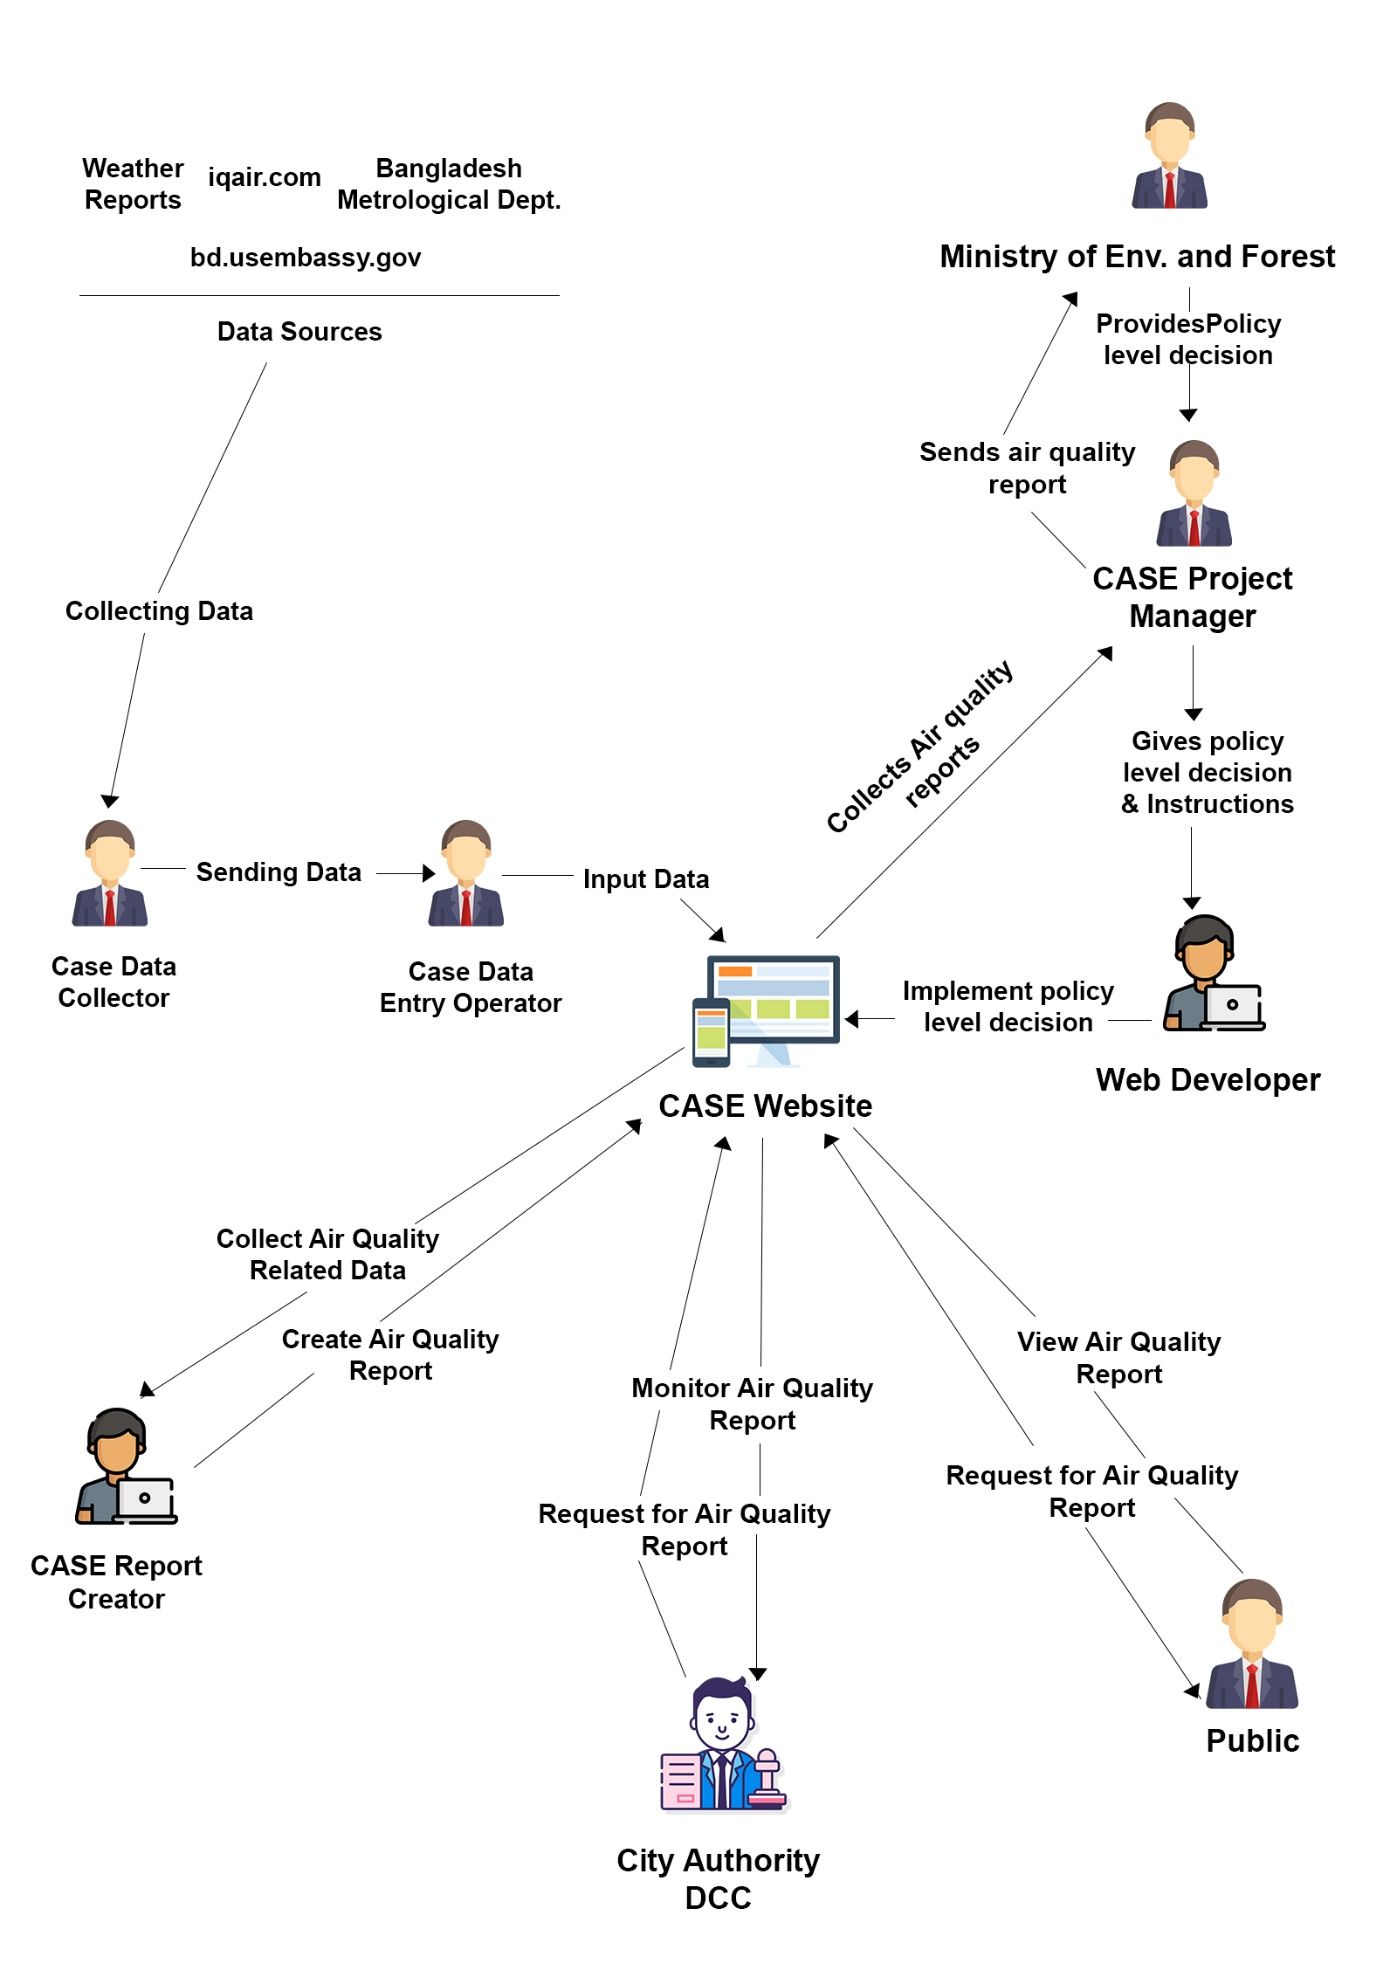 Weather
Reports
iqair.com
Bangladesh
Metrological Dept.
bd.usembassy.gov
Data Sources
Ministry of Env. and Forest
ProvidesPolicy
level decision
Sends air quality
report
CASE Project
Manager
Collecting Data
Collects Air quality
reports
Gives policy
level decision
& Instructions
Sending Data
Input Data
Case Data
Collector
Case Data
Entry Operator
Implement policy
level decision
Web Developer
CASE Website
Collect Air Quality
Related Data
Create Air Quality
Report
View Air Quality
Report
Monitor Air Quality
Report
Request for Air Quality
Report
Request for Air Quality
Report
CASE Report
Creator
Public
City Authority
DCC